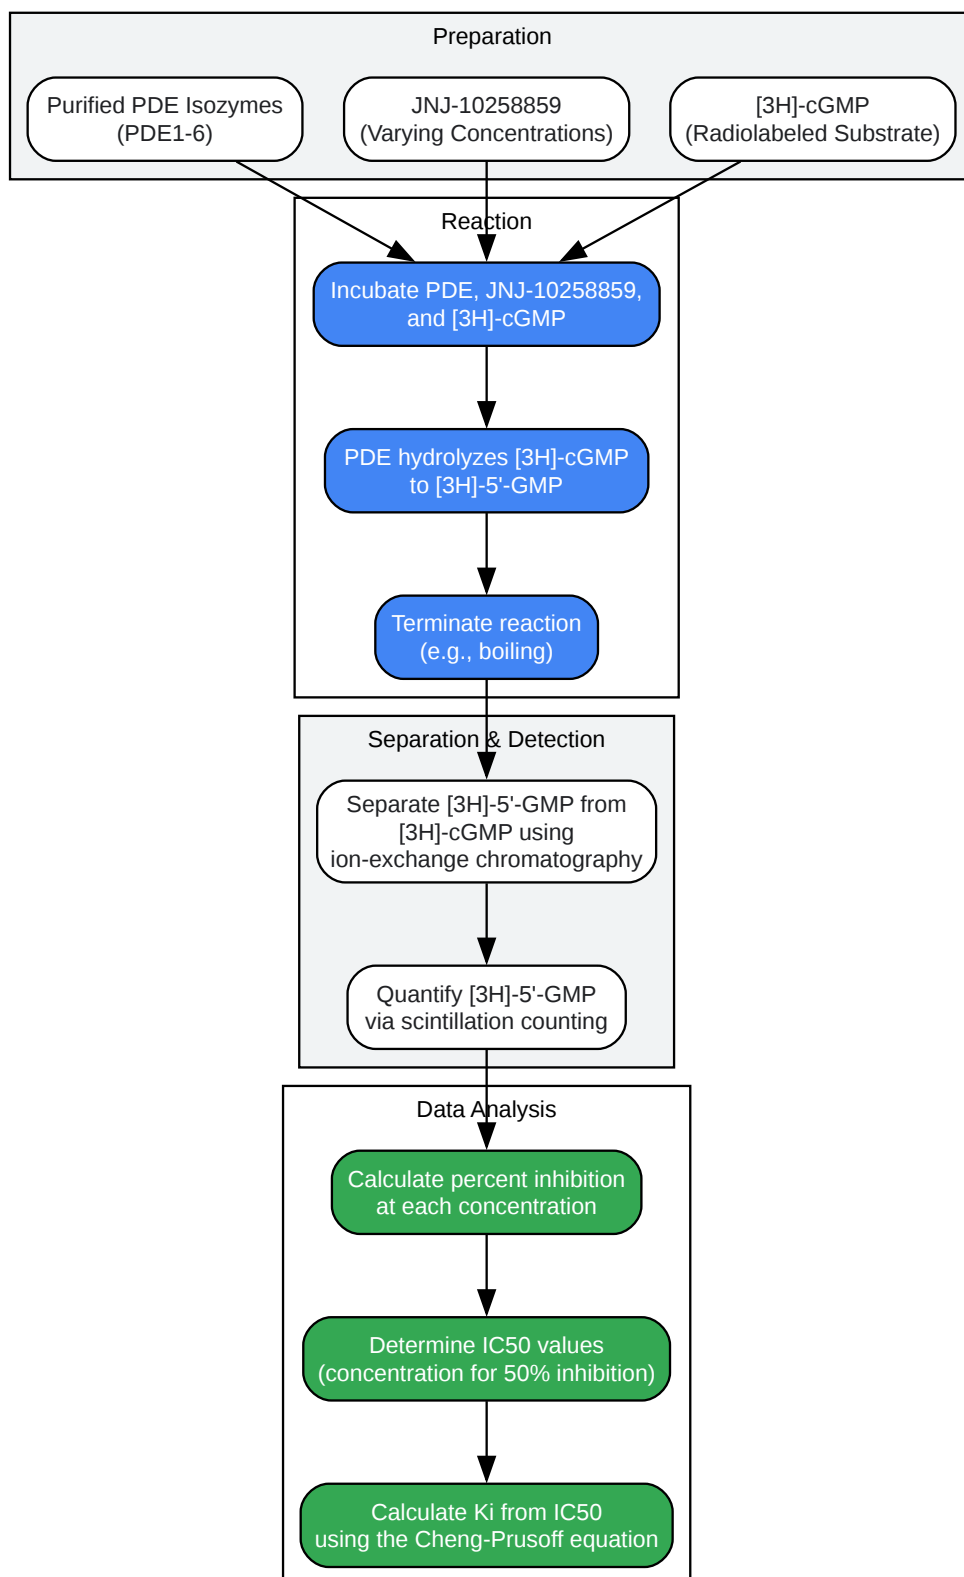 Preparation
Purified PDE Isozymes
(PDE1-6)
JNJ-10258859
(Varying Concentrations)
[3H]-cGMP
(Radiolabeled Substrate)
Reaction
Incubate PDE, JNJ-10258859,
and [3H]-cGMP
PDE hydrolyzes [3H]-cGMP
to [3H]-5'-GMP
Terminate reaction
(e.g., boiling)
Separation & Detection
Separate [3H]-5'-GMP from
[3H]-cGMP using
ion-exchange chromatography
Quantify [3H]-5'-GMP
via scintillation counting
Data Analysis
Calculate percent inhibition
at each concentration
Determine IC50 values
(concentration for 50% inhibition)
Calculate Ki from IC50
using the Cheng-Prusoff equation